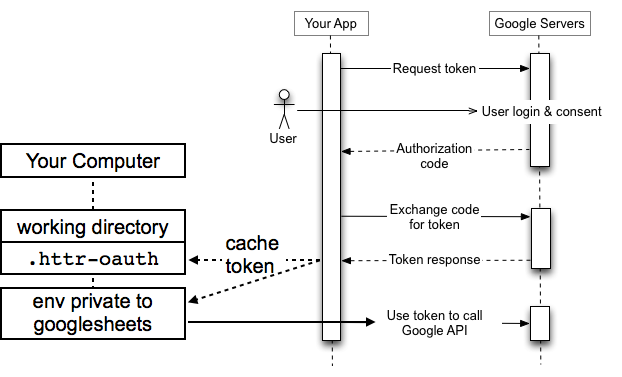 Your App
Google Servers
Request token
User login & consent
User
Authorization
code
Your Computer
working directory
.httr-oauth
env private to
googlesheets
cache
token
Exchange code
for token
Token response
Use token to call
Google API